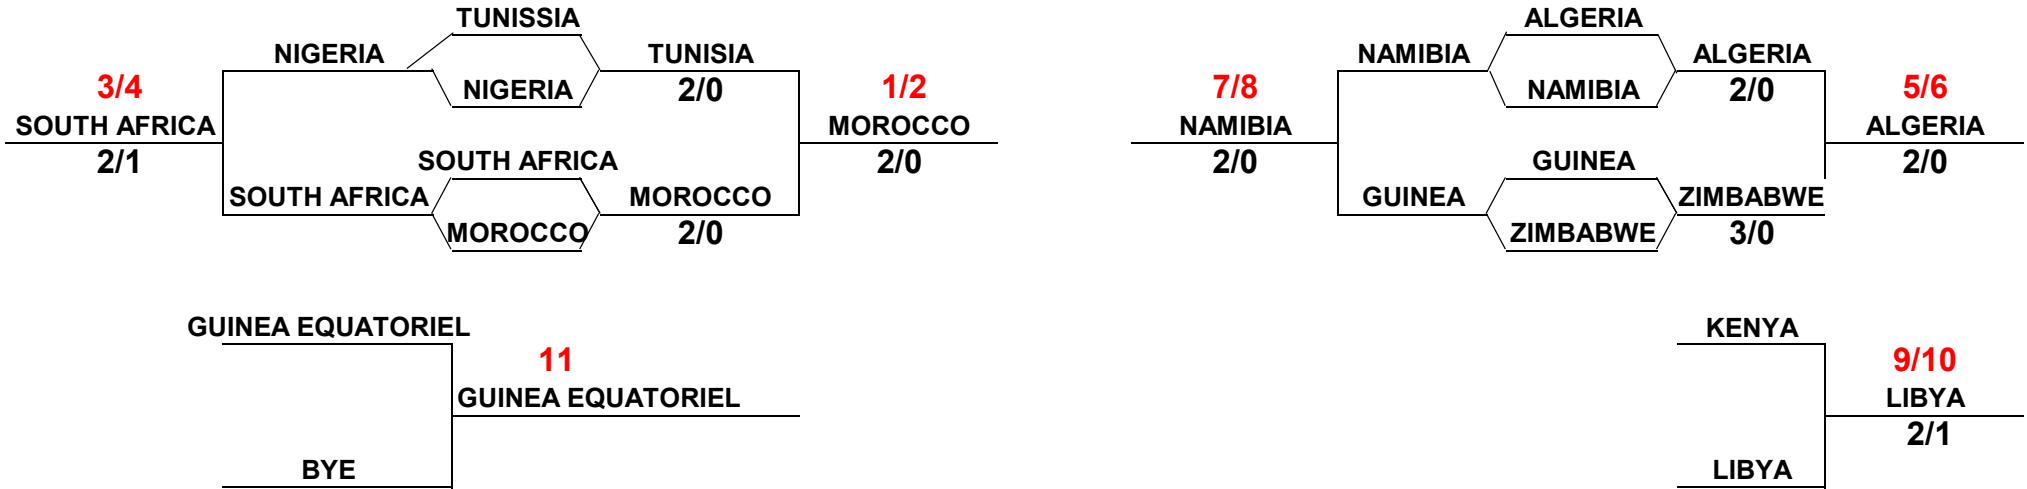 TUNISSIA
NIGERIA
TUNISIA
3/4
NIGERIA
2/0
1/2
SOUTH AFRICA
MOROCCO
2/1
SOUTH AFRICA
2/0
SOUTH AFRICA
MOROCCO
MOROCCO
2/0
ALGERIA
NAMIBIA
ALGERIA
7/8
NAMIBIA
2/0
5/6
NAMIBIA
ALGERIA
2/0
GUINEA
2/0
GUINEA
ZIMBABWE
ZIMBABWE
3/0
GUINEA EQUATORIEL
11
GUINEA EQUATORIEL
BYE
KENYA
9/10
LIBYA
2/1
LIBYA